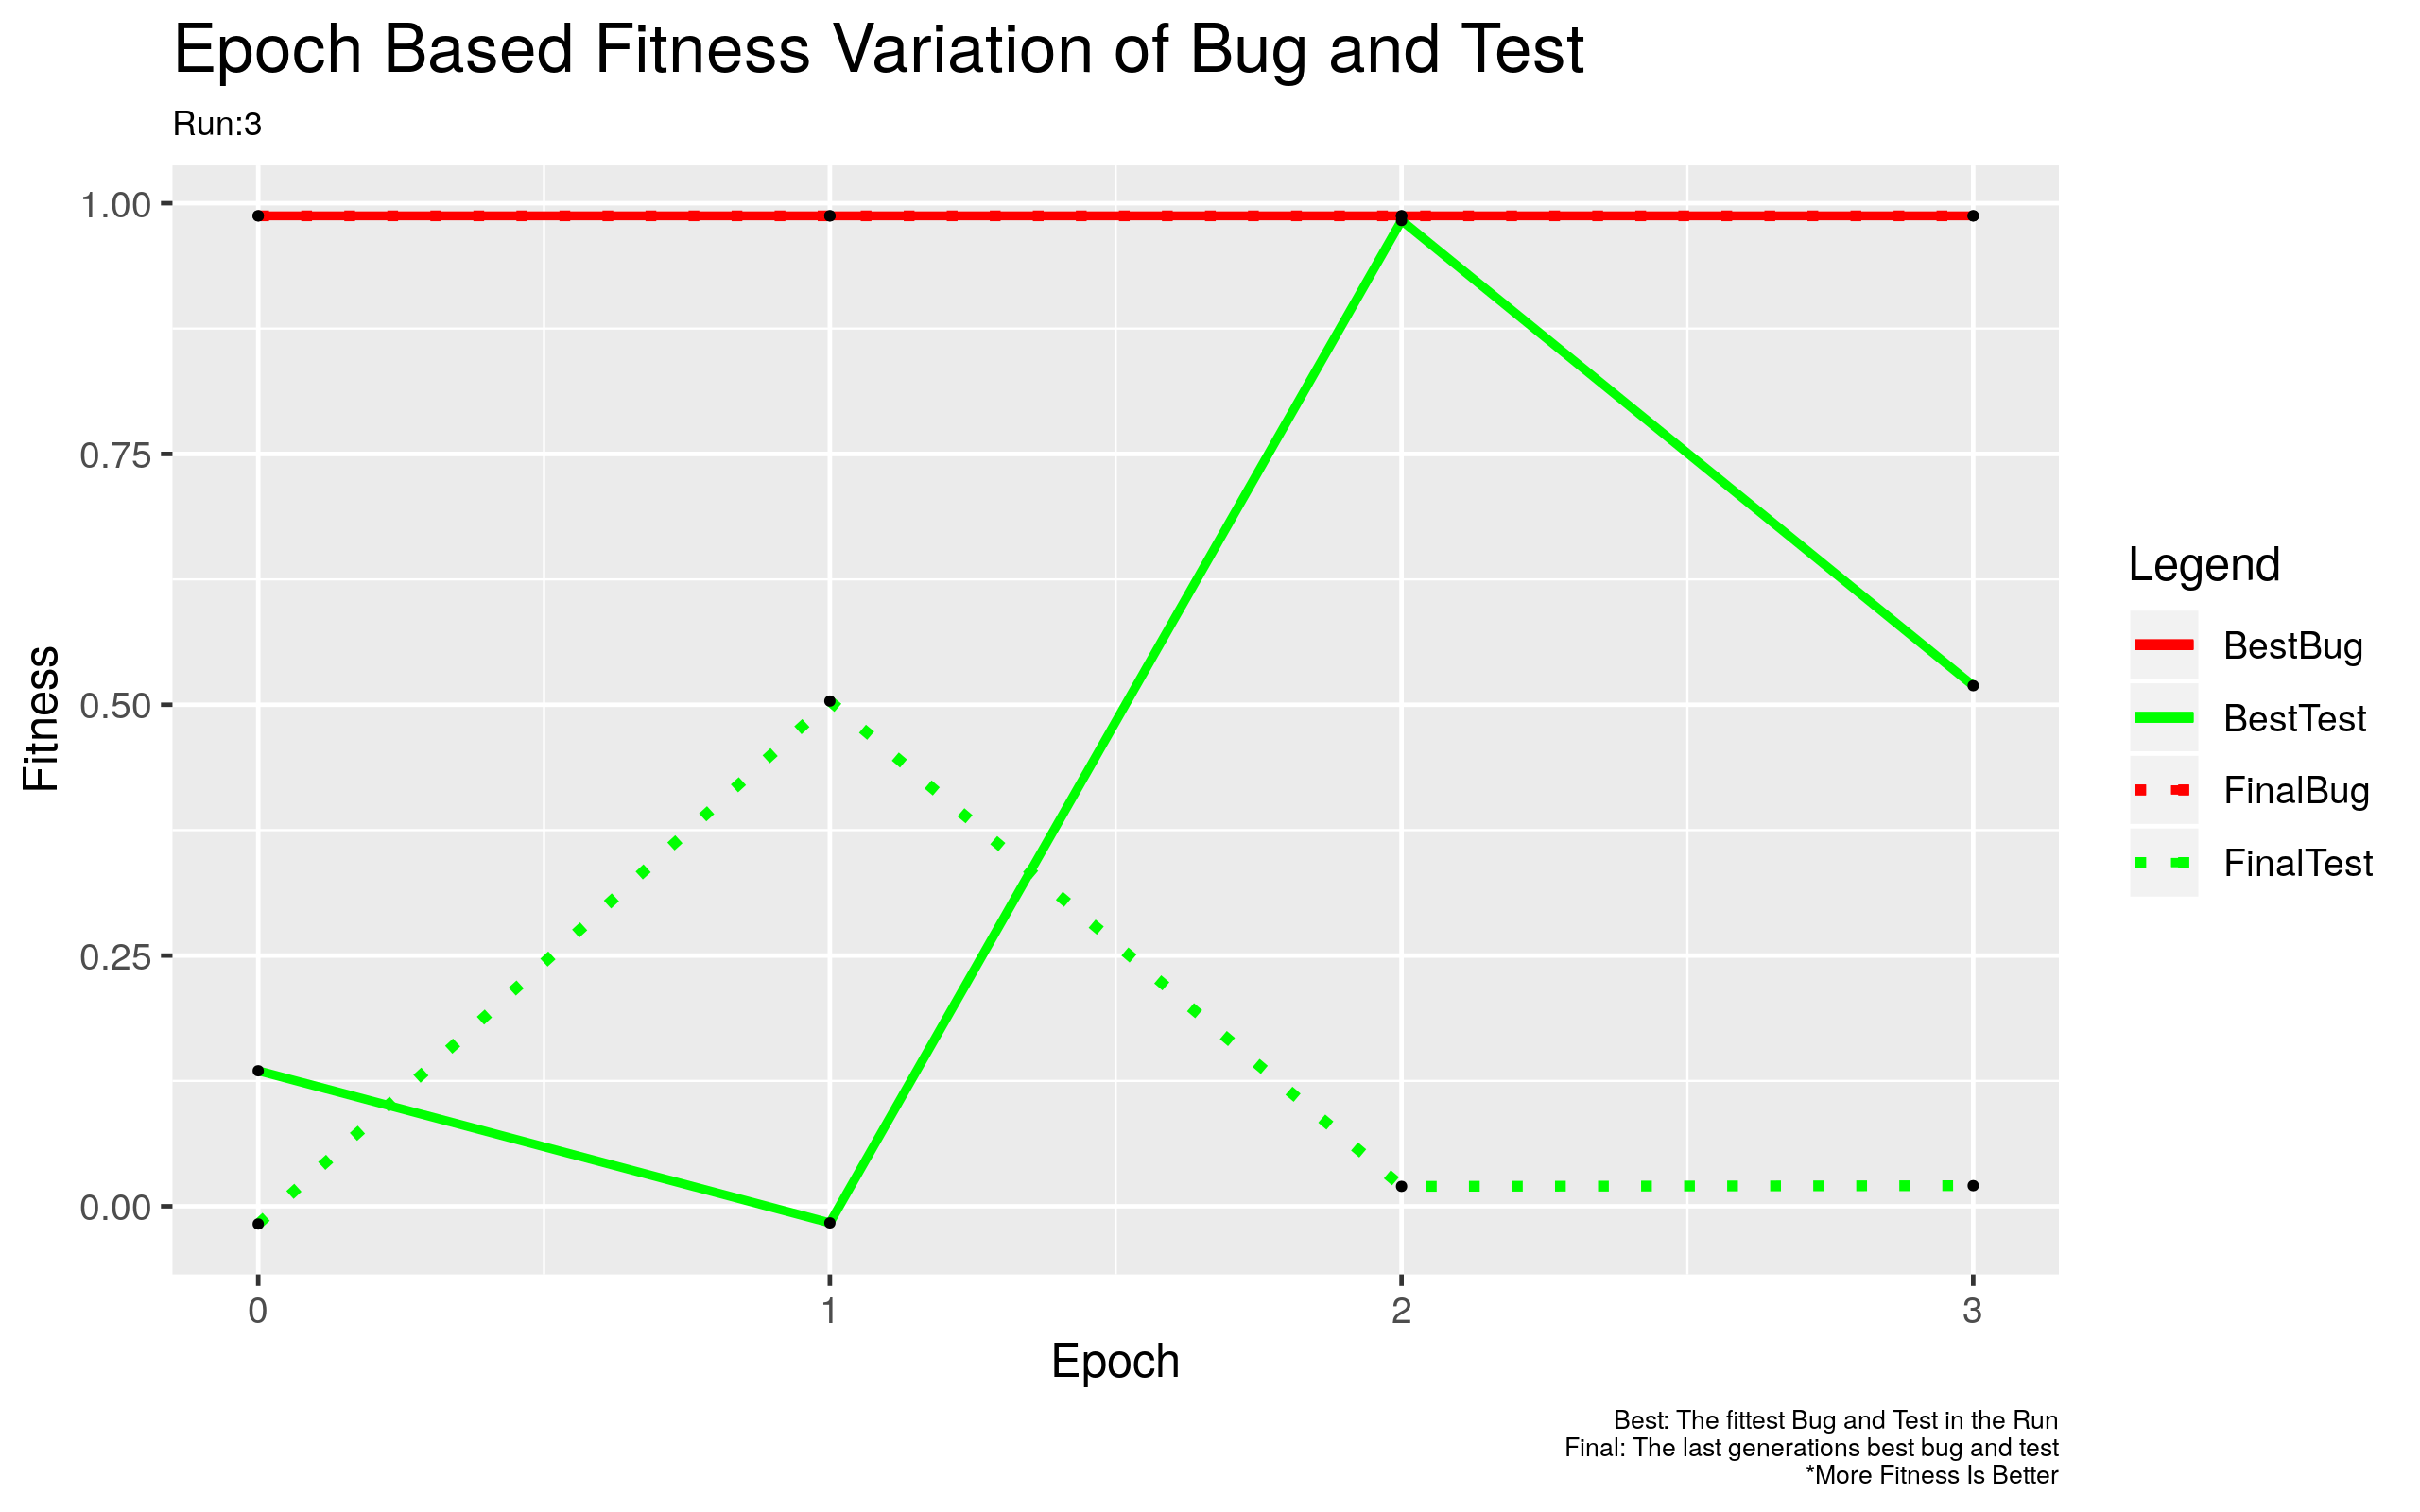 Epoch Based Fitness Variation of Bug and Test
Run:3
1.00
0.75
0.50
0.25
0.00
Fitness
0 1 2 3
Epoch
Legend
BestBug
BestTest
FinalBug
FinalTest
Best: The fittest Bug and Test in the Run
Final: The last generations best bug and test
*More Fitness Is Better